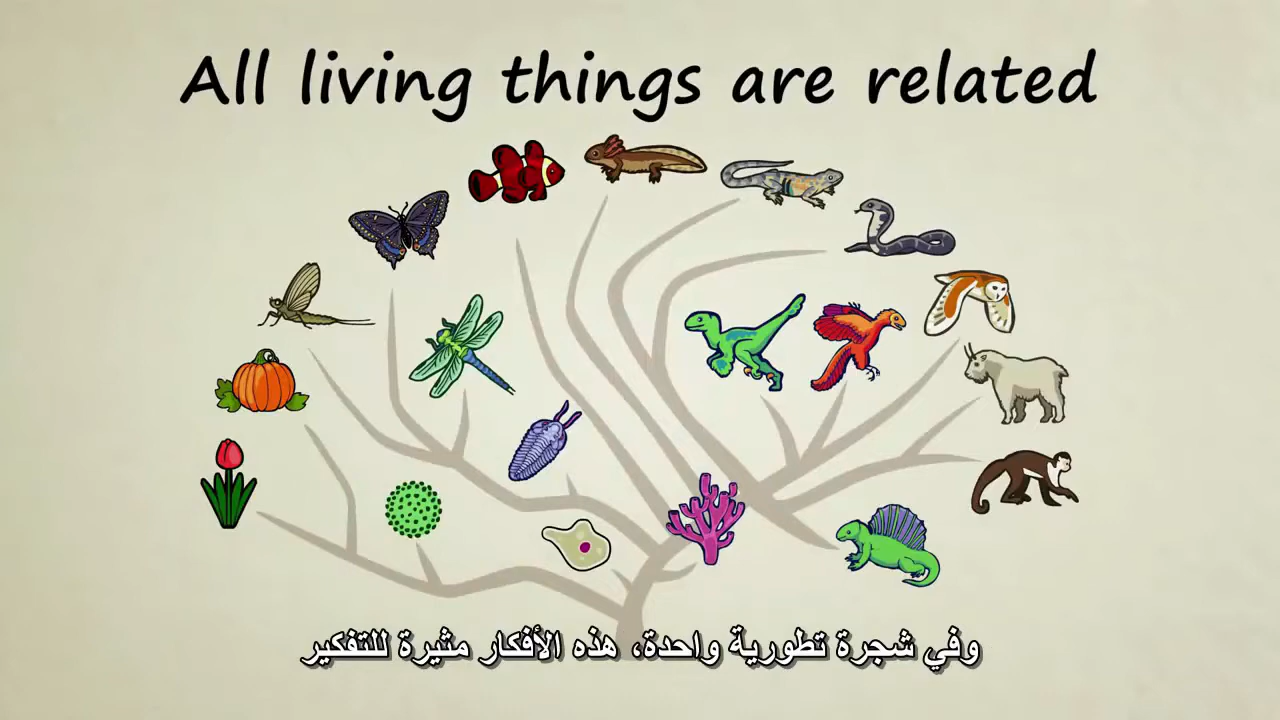 All living things are related
وفي شجرة تطورية واحدة، هذه الأفكار مثيرة للتفكير